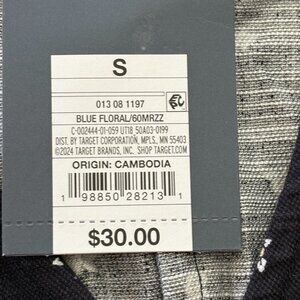 S
013 08 1197
BLUE FLORAL/60MRZZ
C-002444-01-059 UT18 50A03-0199
DIST. BY TARGET CORPORATION, MPLS., MN 55403
©2024 TARGET BRANDS, INC. SHOP TARGET.COM
ORIGIN: CAMBODIA
1 98850 28213 1
$30.00